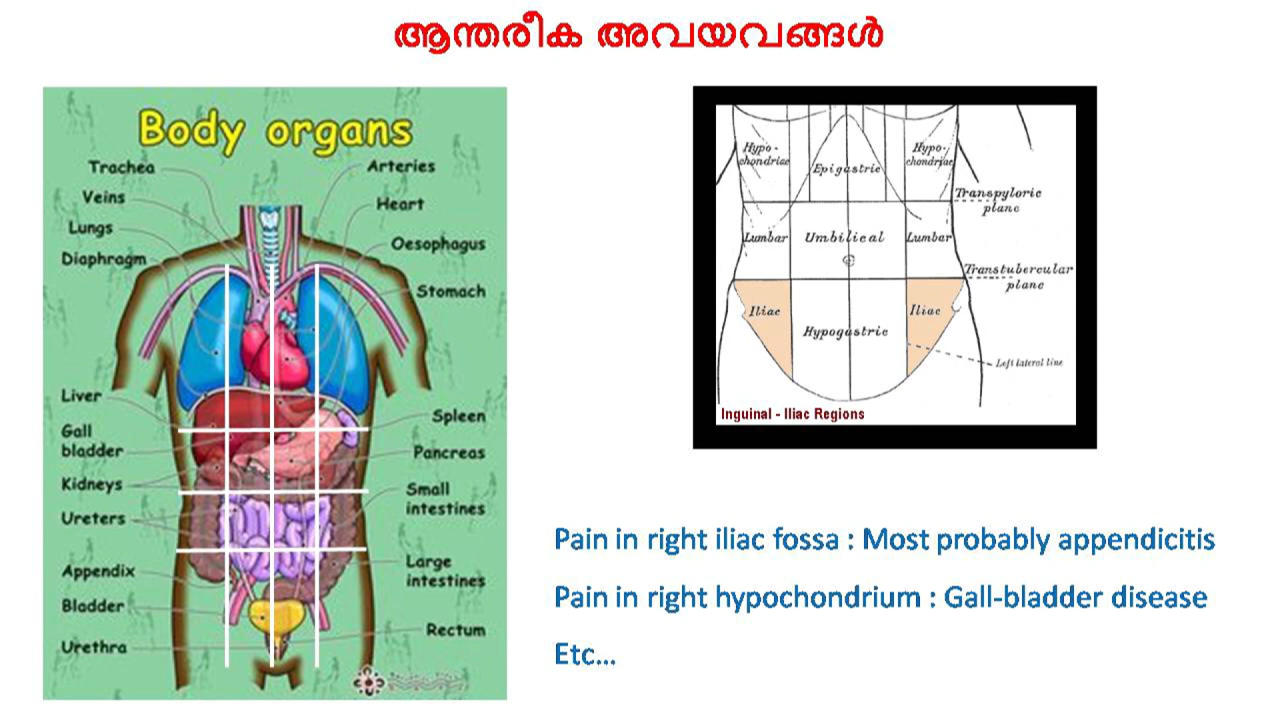 ആന്തരീക അവയവങ്ങൾ
Body organs
Trachea
Veins
Lungs
Diaphragm
Liver
Gall
bladder
Kidneys
Ureters
Appendix
Bladder
Urethra
Arteries
Heart
Oesophagus
Stomach
Spleen
Pancreas
Small
intestines
Large
intestines
Rectum
Hypo-
chondriac
Epigastric
Hypo-
chondriac
Transpyloric
plane
Lumbar
Umbilical
Lumbar
Transtubercular
plane
Iliac
Hypogastric
Iliac
Left lateral line
Inguinal - Iliac Regions
Pain in right iliac fossa : Most probably appendicitis
Pain in right hypochondrium : Gall-bladder disease
Etc...